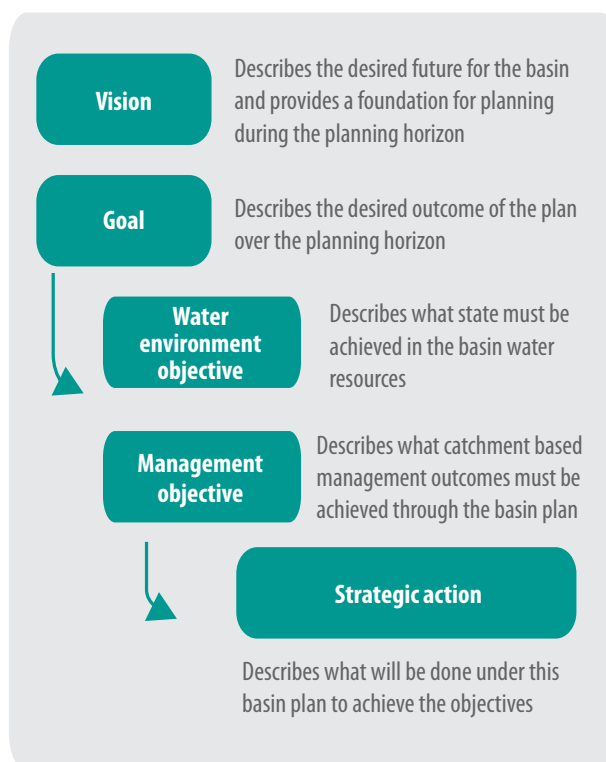 Vision
Describes the desired future for the basin
and provides a foundation for planning
during the planning horizon
Goal
Describes the desired outcome of the plan
over the planning horizon
Water
environment
objective
Describes what state must be
achieved in the basin water
resources
Management
objective
Describes what catchment based
management outcomes must be
achieved through the basin plan
Strategic action
Describes what will be done under this
basin plan to achieve the objectives